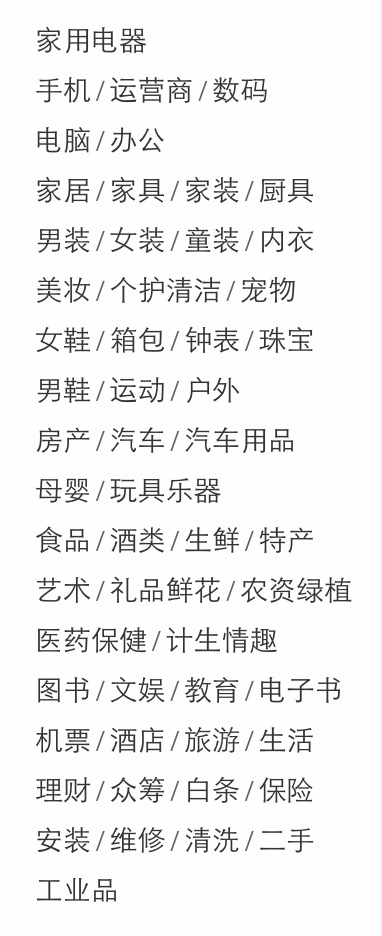 家用电器
手机/运营商/数码
电脑/办公
家居/家具/家装/厨具
男装/女装/童装/内衣
美妆/个护清洁/宠物
女鞋/箱包/钟表/珠宝
男鞋/运动/户外
房产/汽车/汽车用品
母婴/玩具乐器
食品/酒类/生鲜/特产
艺术/礼品鲜花/农资绿植
医药保健/计生情趣
图书/文娱/教育/电子书
机票/酒店/旅游/生活
理财/众筹/白条/保险
安装/维修/清洗/二手
工业品